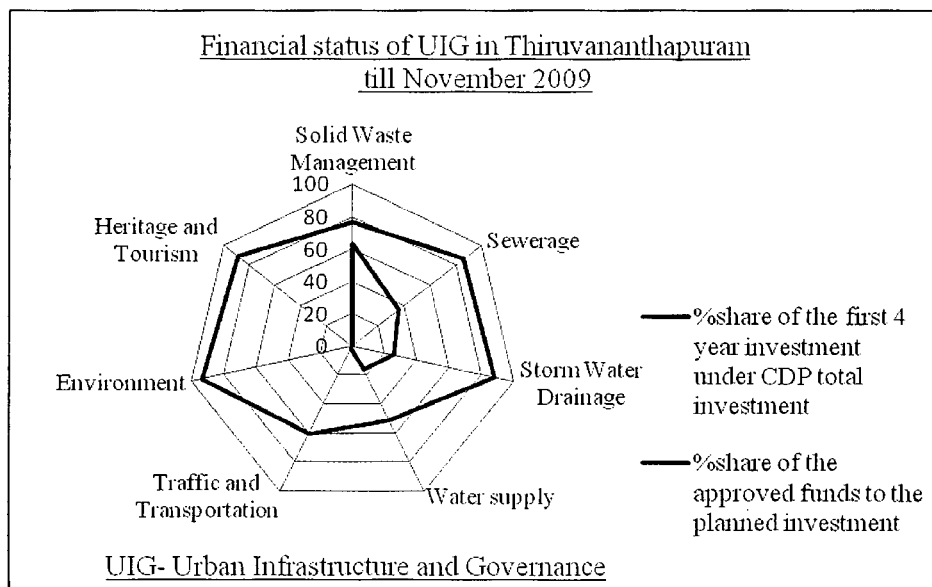 Financial status of UIG in Thiruvananthapuram
till November 2009
Solid Waste
Management
100
80
60
40
20
0
Heritage and
Tourism
Sewerage
Environment
Storm Water
Drainage
Traffic and
Transportation
Water supply
%share of the first 4
year investment
under CDP total
investment
%share of the
approved funds to the
planned investment
UIG- Urban Infrastructure and Governance